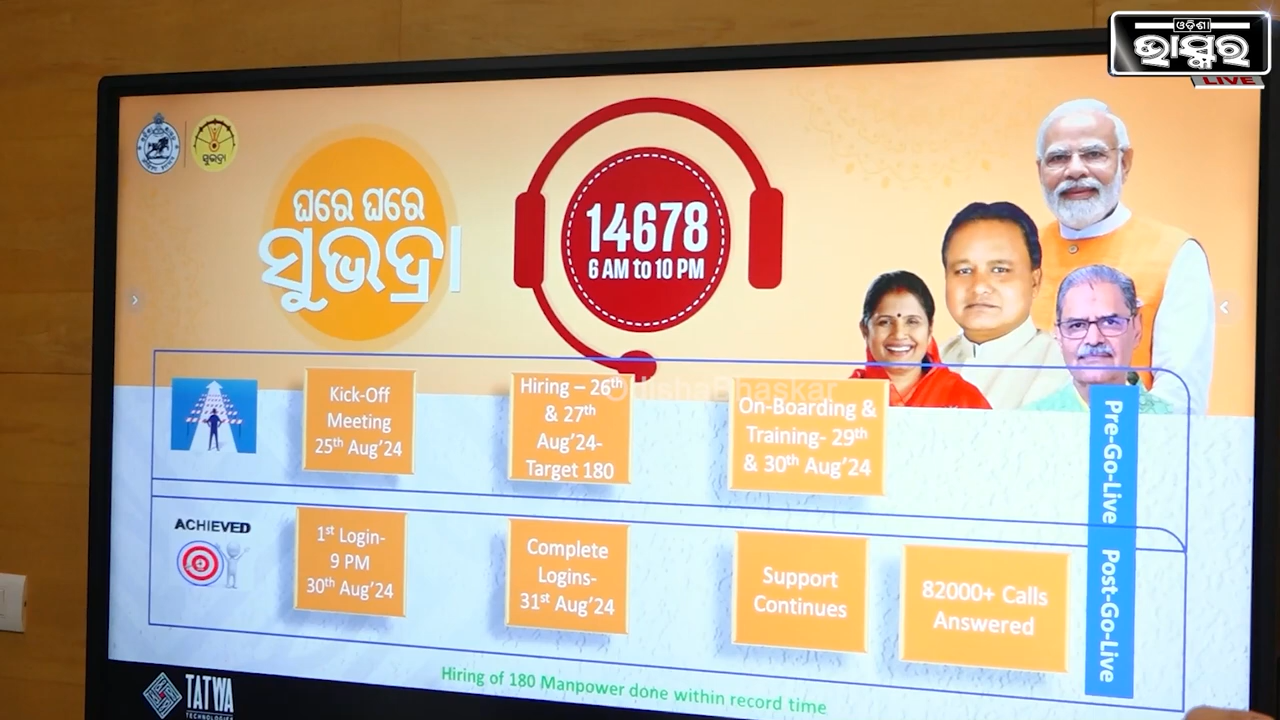 ଓଡ଼ିଶା
ଭାସ୍କର
LIVE
ସୁଭଦ୍ରା
ଘରେ ଘରେ
ସୁଭଦ୍ରା
14678
6 AM to 10 PM
OdishaBhaskar
Kick-Off
Meeting
25th Aug'24
Hiring – 26th
& 27th
Aug'24-
Target 180
On-Boarding &
Training- 29th
& 30th Aug'24
Pre-Go-Live
ACHIEVED
1st Login-
9 PM
30th Aug'24
Complete
Logins-
31st Aug'24
Support
Continues
82000+ Calls
Answered
Post-Go-Live
Hiring of 180 Manpower done within record time
TATWA
TECHNOLOGIES